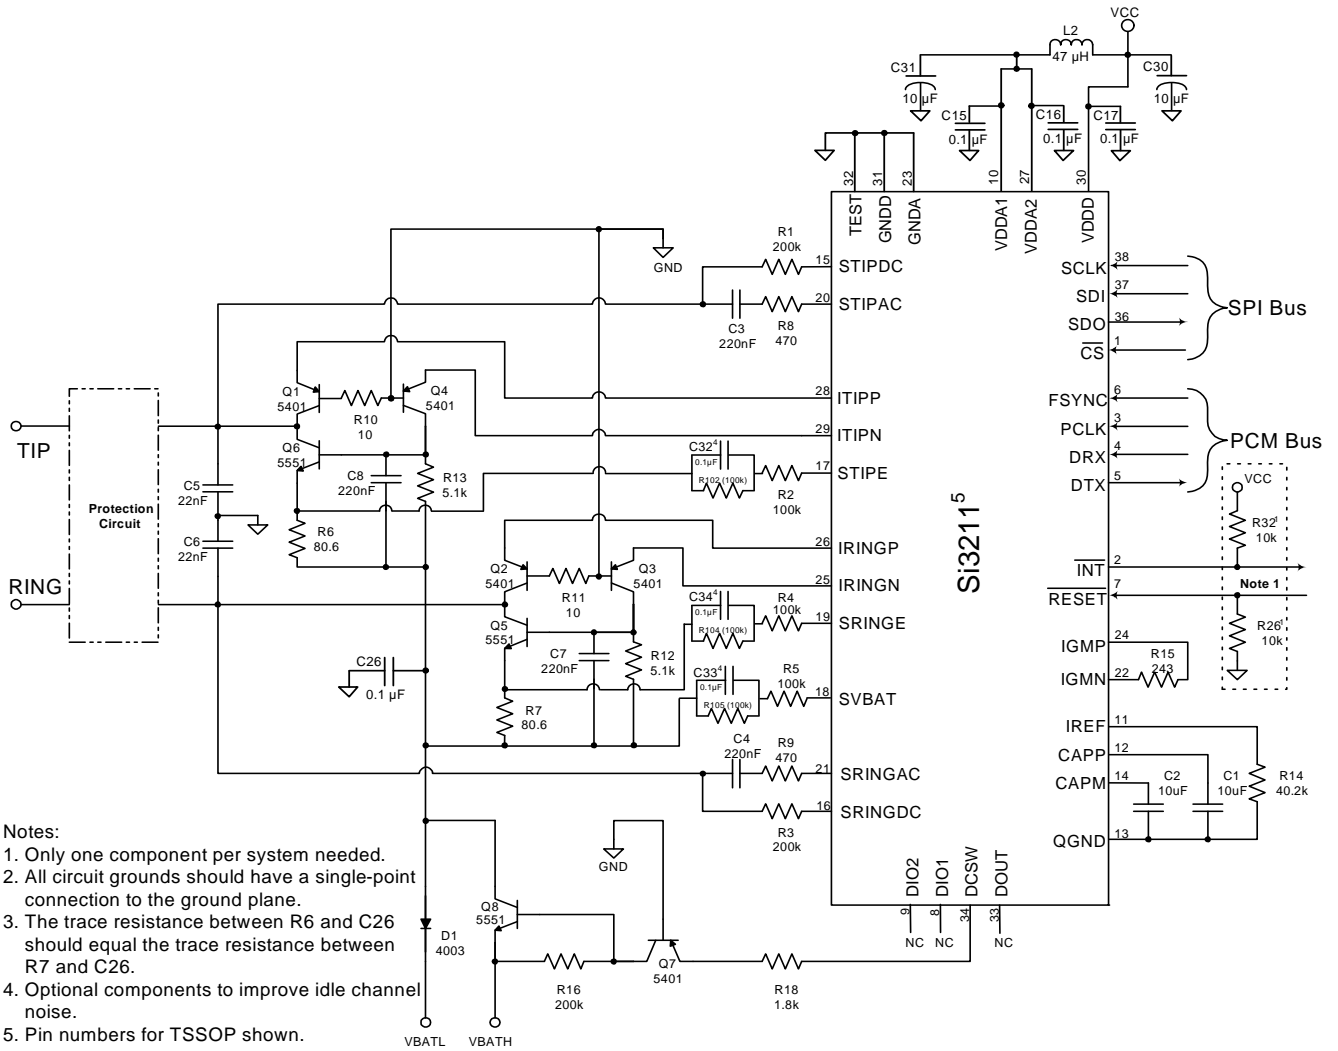 VCC
L2
47 µH
C31
10 µF
C30
10 µF
C15
0.1 µF
C16
0.1 µF
C17
0.1 µF
32
31
23
10
27
30
TEST
GNDD
GNDA
VDDA1
VDDA2
VDDD
GND
R1
200k
15
STIPDC
C3
220nF
R8
470
20
STIPAC
SCLK
38
SDI
37
SDO
36
CS
1
SPI Bus
Q1
5401
R10
10
Q4
5401
28
ITIPP
29
ITIPN
FSYNC
6
PCLK
3
DRX
4
DTX
5
PCM Bus
TIP
Q6
5551
C8
220nF
R13
5.1k
C32⁴
0.1µF
R102 (100k)
R2
100k
17
STIPE
VCC
Protection
Circuit
C5
22nF
C6
22nF
R6
80.6
R32¹
10k
Si3211⁵
26
IRINGP
INT
2
RING
Q2
5401
R11
10
Q3
5401
25
IRINGN
RESET
7
Note 1
Q5
5551
C7
220nF
R12
5.1k
C34⁴
0.1µF
R104 (100k)
R4
100k
19
SRINGE
R26¹
10k
IGMP
24
IGMN
22
R15
243
C26
0.1 µF
R7
80.6
C33⁴
0.1µF
R105 (100k)
R5
100k
18
SVBAT
IREF
11
CAPP
12
CAPM
14
QGND
13
C2
10uF
C1
10uF
R14
40.2k
C4
220nF
R9
470
21
SRINGAC
R3
200k
16
SRINGDC
GND
DIO2
DIO1
DCSW
DOUT
9
8
34
33
NC
NC
NC
Q8
5551
D1
4003
R16
200k
Q7
5401
R18
1.8k
VBATL
VBATH
Notes:
1. Only one component per system needed.
2. All circuit grounds should have a single-point
connection to the ground plane.
3. The trace resistance between R6 and C26
should equal the trace resistance between
R7 and C26.
4. Optional components to improve idle channel
noise.
5. Pin numbers for TSSOP shown.